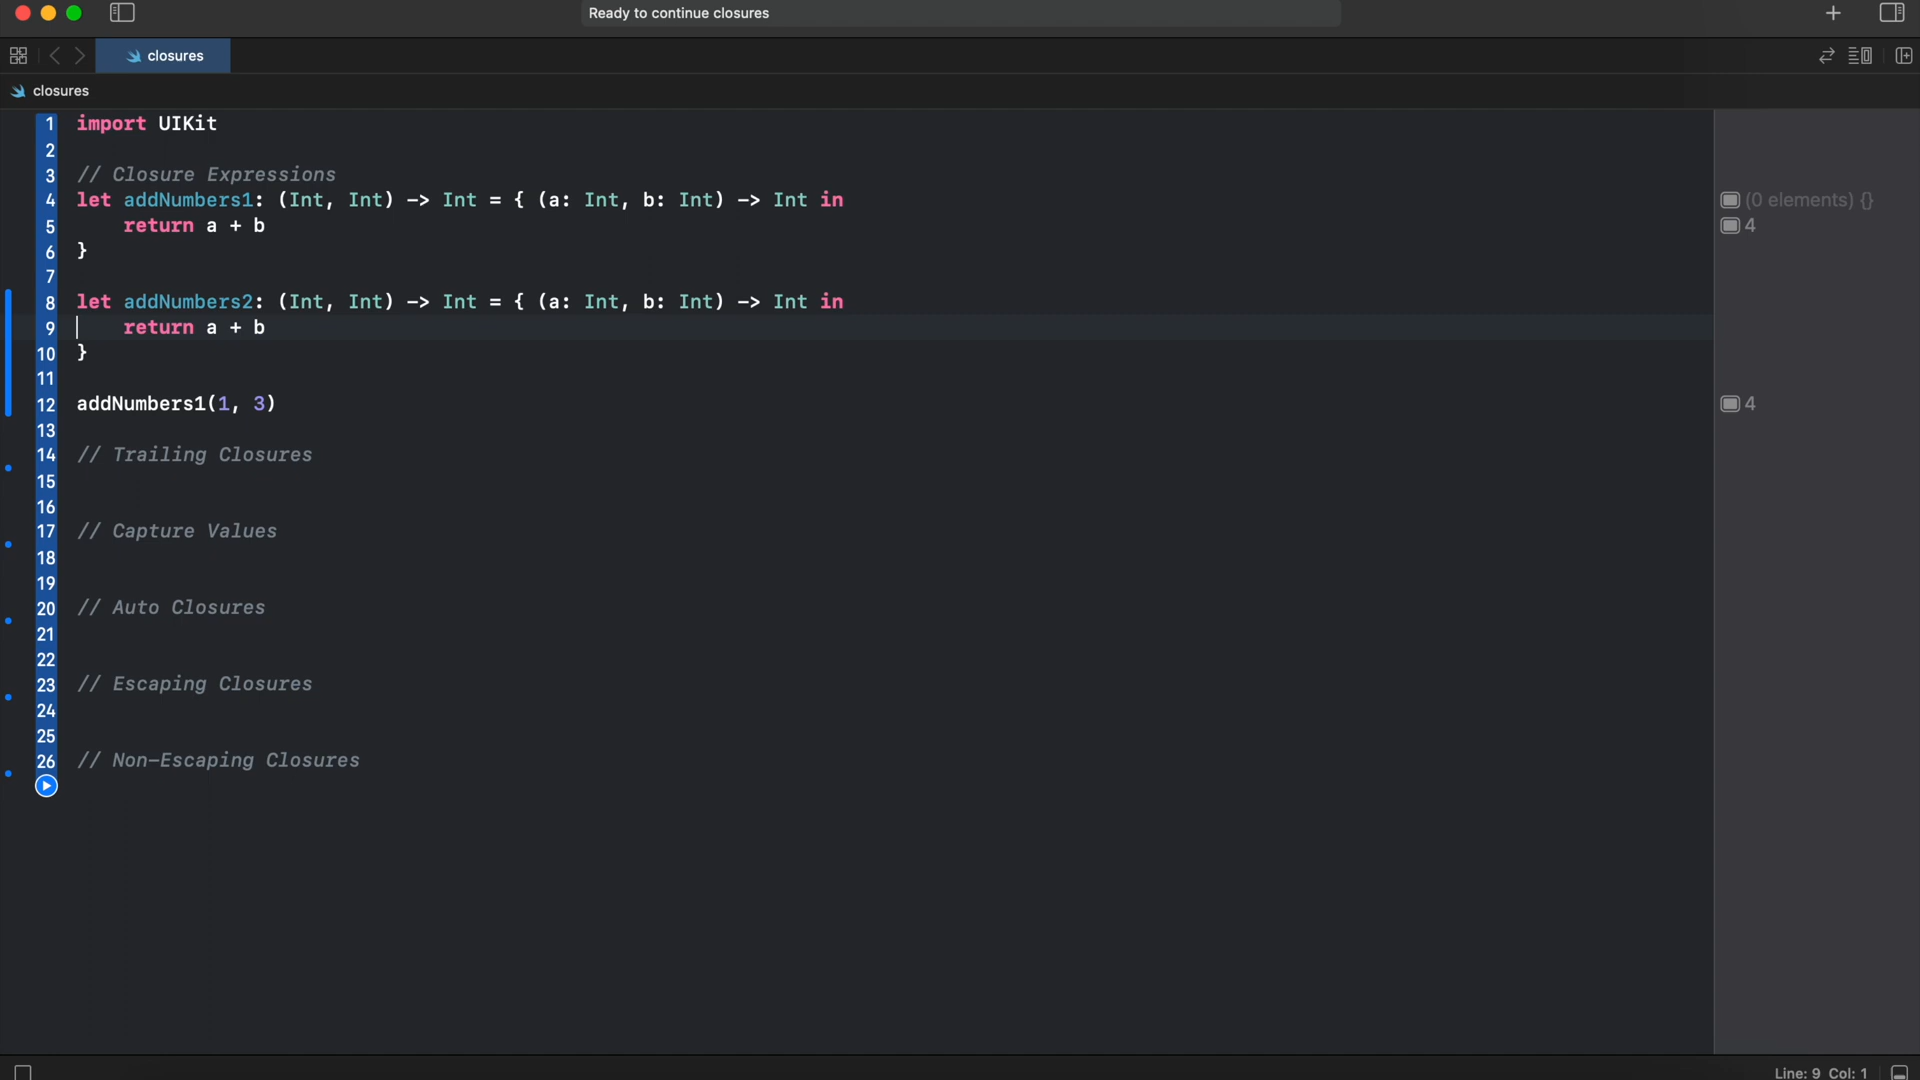 Ready to continue closures
closures
closures
1 import UIKit
2
3 // Closure Expressions
4 let addNumbers1: (Int, Int) -> Int = { (a: Int, b: Int) -> Int in
(0 elements) {}
5 return a + b
4
6 }
7
8 let addNumbers2: (Int, Int) -> Int = { (a: Int, b: Int) -> Int in
9 return a + b
10 }
11
12 addNumbers1(1, 3)
4
13
14 // Trailing Closures
15
16
17 // Capture Values
18
19
20 // Auto Closures
21
22
23 // Escaping Closures
24
25
26 // Non-Escaping Closures
Line: 9 Col: 1